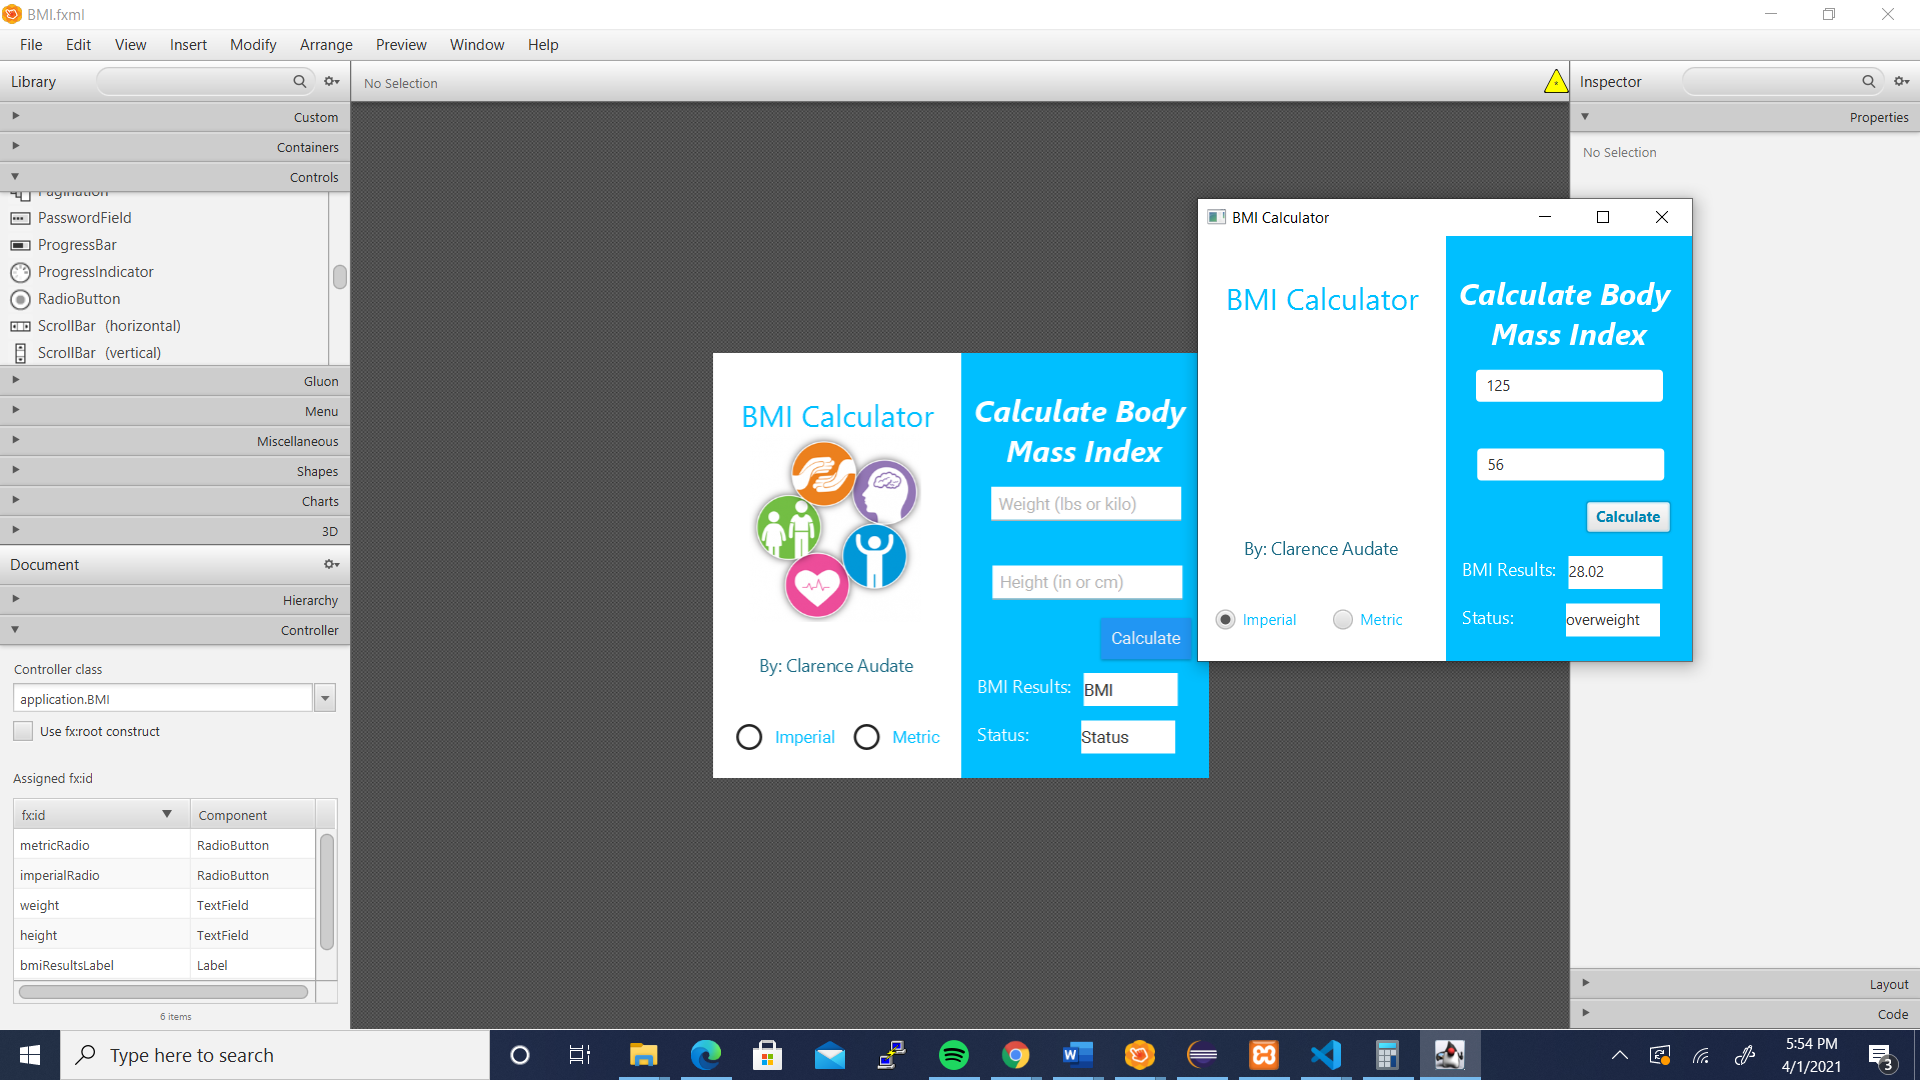 BMI.fxml
File Edit View Insert Modify Arrange Preview Window Help
Library
No Selection
Inspector
Custom
Containers
Controls
Pagination
PasswordField
ProgressBar
ProgressIndicator
RadioButton
ScrollBar (horizontal)
ScrollBar (vertical)
Gluon
Menu
Miscellaneous
Shapes
Charts
3D
Document
Hierarchy
Controller
Controller class
application.BMI
Use fx:root construct
Assigned fx:id
fx:id Component
metricRadio RadioButton
imperialRadio RadioButton
weight TextField
height TextField
bmiResultsLabel Label
6 items
BMI Calculator
By: Clarence Audate
Imperial Metric
Calculate Body
Mass Index
Weight (lbs or kilo)
Height (in or cm)
Calculate
BMI Results: BMI
Status: Status
BMI Calculator
BMI Calculator
By: Clarence Audate
Imperial Metric
Calculate Body
Mass Index
125
56
Calculate
BMI Results: 28.02
Status: overweight
Properties
No Selection
Layout
Code
Type here to search
5:54 PM
4/1/2021
3